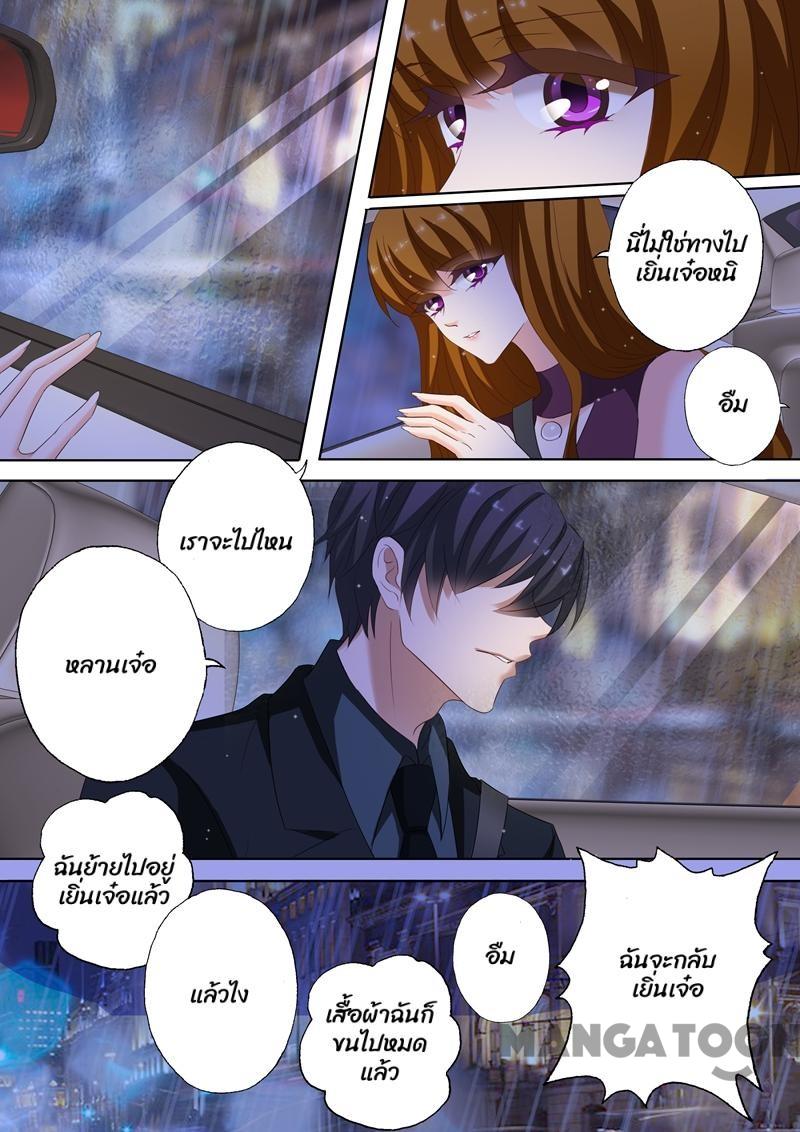 นี่ไม่ใช่ทางไป
เยิ่นเจ๋อหนิ
อืม
เราจะไปไหน
หลานเจ๋อ
ฉันย้ายไปอยู่
เยิ่นเจ๋อแล้ว
แล้วไง
เสื้อผ้าฉันก็
ขนไปหมด
แล้ว
อืม
ฉันจะกลับ
เยิ่นเจ๋อ
MANGATOON